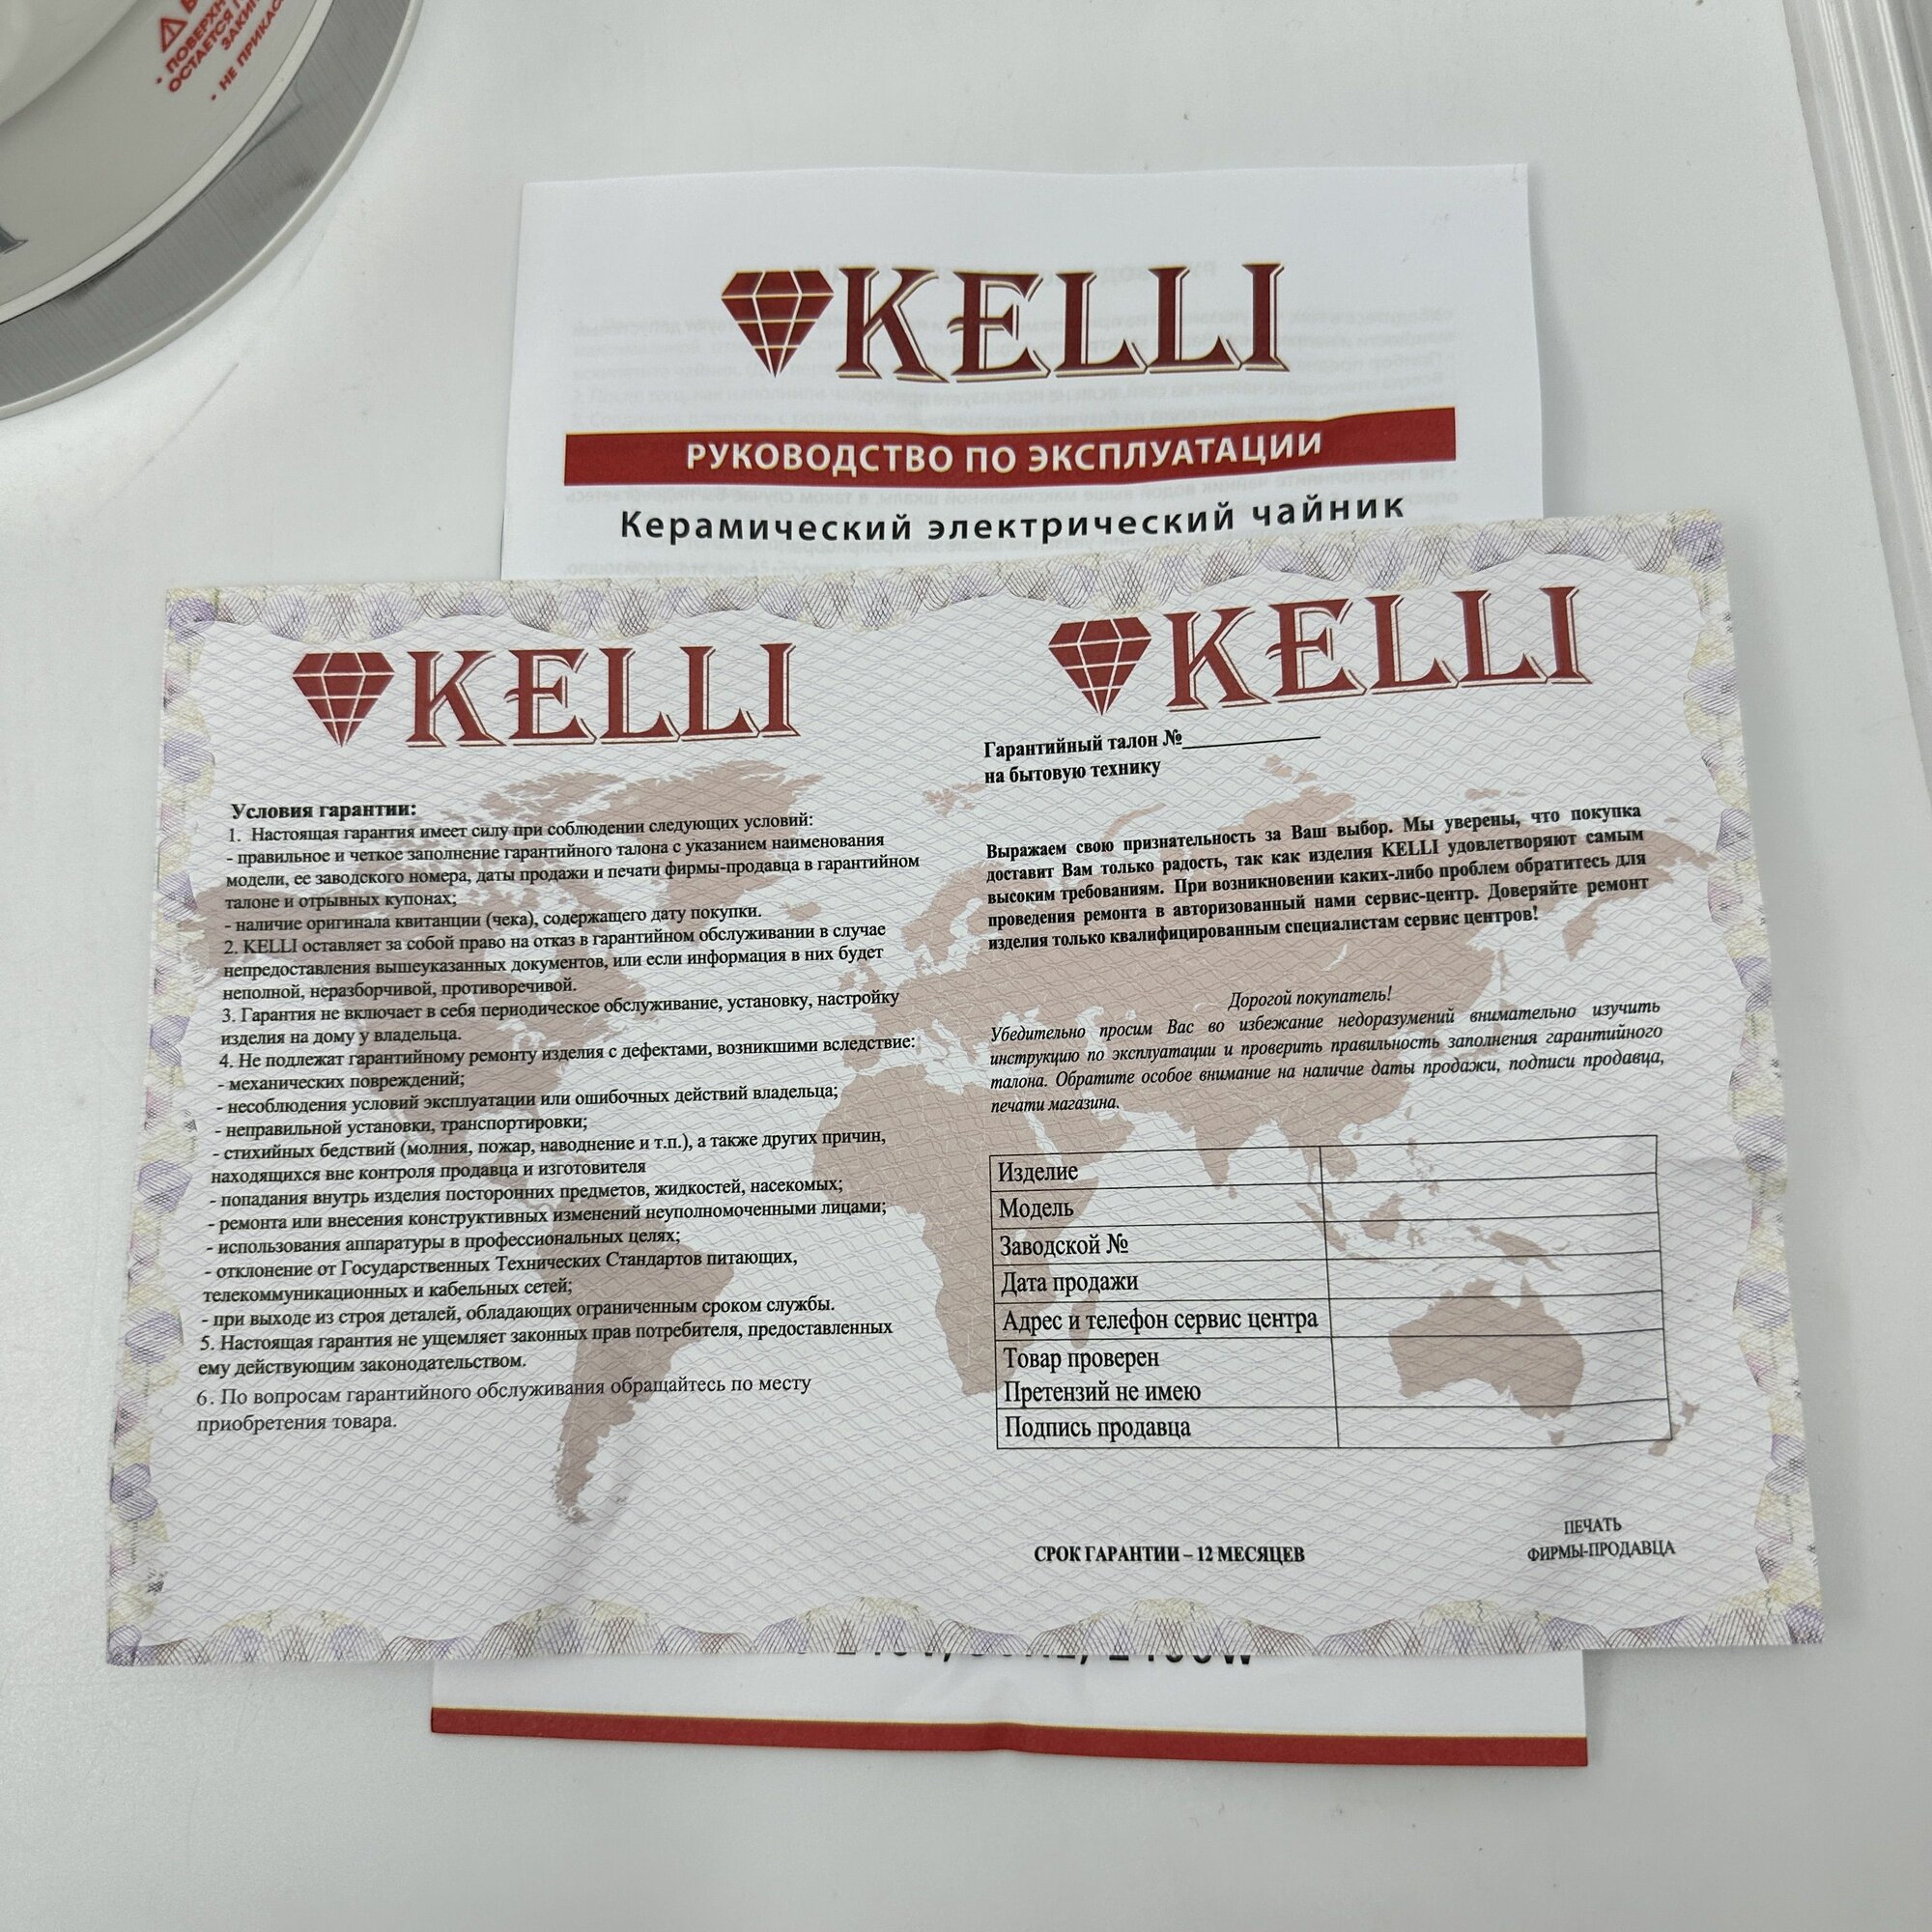 • ПОВЕРХН
ОСТАЕТСЯ
ЗАКИ
• НЕ ПРИКАС
KELLI
РУКОВОДСТВО ПО ЭКСПЛУАТАЦИИ
Керамический электрический чайник
KELLI
Условия гарантии:
1. Настоящая гарантия имеет силу при соблюдении следующих условий:
- правильное и четкое заполнение гарантийного талона с указанием наименования
модели, ее заводского номера, даты продажи и печати фирмы-продавца в гарантийном
талоне и отрывных купонах;
- наличие оригинала квитанции (чека), содержащего дату покупки.
2. KELLI оставляет за собой право на отказ в гарантийном обслуживании в случае
непредоставления вышеуказанных документов, или если информация в них будет
неполной, неразборчивой, противоречивой.
3. Гарантия не включает в себя периодическое обслуживание, установку, настройку
изделия на дому у владельца.
4. Не подлежат гарантийному ремонту изделия с дефектами, возникшими вследствие:
- механических повреждений;
- несоблюдения условий эксплуатации или ошибочных действий владельца;
- неправильной установки, транспортировки;
- стихийных бедствий (молния, пожар, наводнение и т.п.), а также других причин,
находящихся вне контроля продавца и изготовителя
- попадания внутрь изделия посторонних предметов, жидкостей, насекомых;
- ремонта или внесения конструктивных изменений неуполномоченными лицами;
- использования аппаратуры в профессиональных целях;
- отклонение от Государственных Технических Стандартов питающих,
телекоммуникационных и кабельных сетей;
- при выходе из строя деталей, обладающих ограниченным сроком службы.
5. Настоящая гарантия не ущемляет законных прав потребителя, предоставленных
ему действующим законодательством.
6. По вопросам гарантийного обслуживания обращайтесь по месту
приобретения товара.
KELLI
Гарантийный талон №____________
на бытовую технику
Выражаем свою признательность за Ваш выбор. Мы уверены, что покупка
доставит Вам только радость, так как изделия KELLI удовлетворяют самым
высоким требованиям. При возникновении каких-либо проблем обратитесь для
проведения ремонта в авторизованный нами сервис-центр. Доверяйте ремонт
изделия только квалифицированным специалистам сервис центров!
Дорогой покупатель!
Убедительно просим Вас во избежание недоразумений внимательно изучить
инструкцию по эксплуатации и проверить правильность заполнения гарантийного
талона. Обратите особое внимание на наличие даты продажи, подписи продавца,
печати магазина.
Изделие
Модель
Заводской №
Дата продажи
Адрес и телефон сервис центра
Товар проверен
Претензий не имею
Подпись продавца
СРОК ГАРАНТИИ – 12 МЕСЯЦЕВ
ПЕЧАТЬ
ФИРМЫ-ПРОДАВЦА